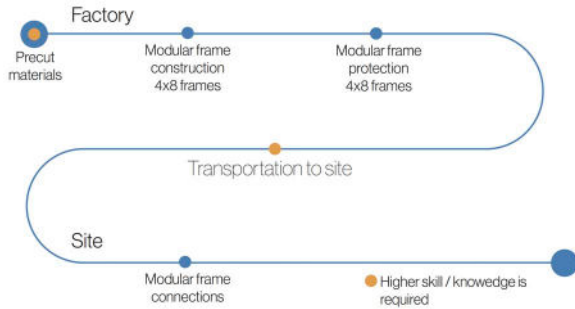 Factory
Precut
materials
Modular frame
construction
4x8 frames
Modular frame
protection
4x8 frames
Transportation to site
Site
Modular frame
connections
Higher skill / knowedge is
required